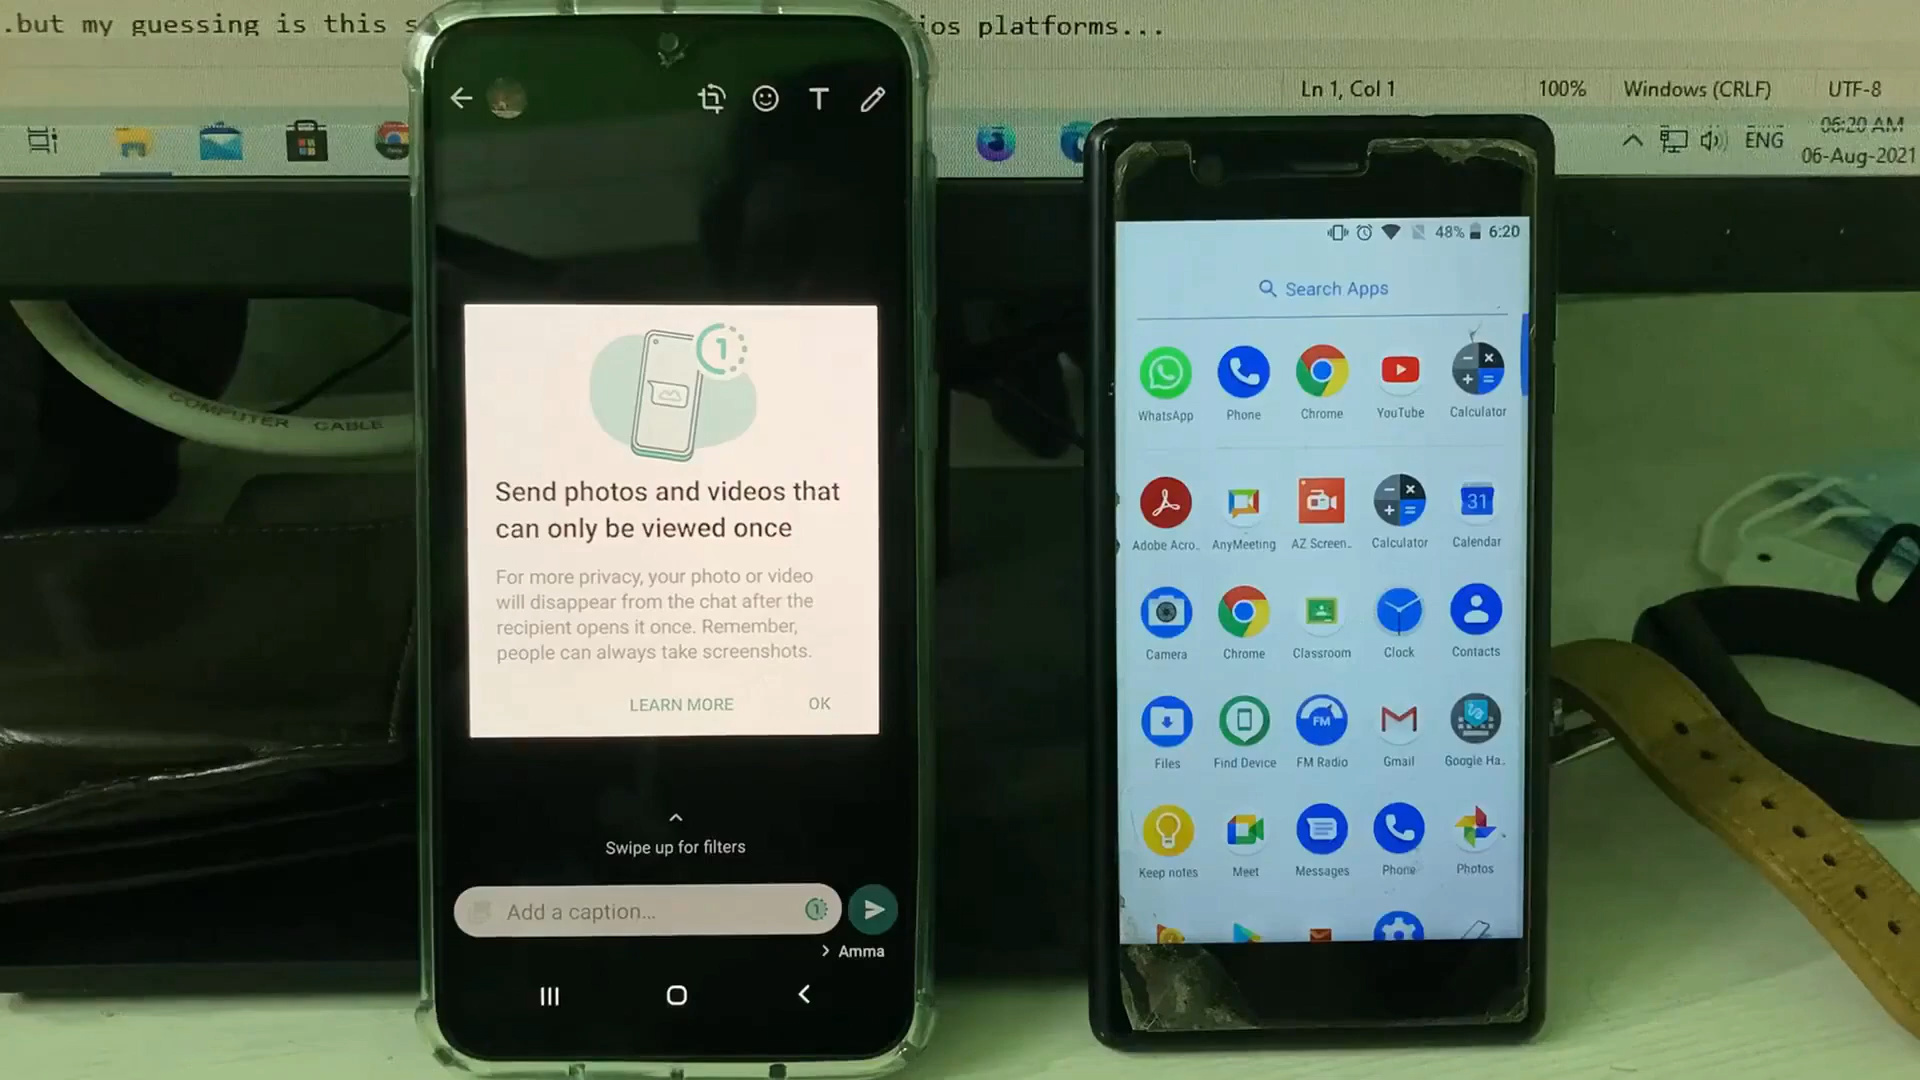 .but my guessing is this s
ios platforms...
Ln 1, Col 1
100%
Windows (CRLF)
UTF-8
06:20 AM
ENG
06-Aug-2021
COMPUTER CABLE
1
Send photos and videos that
can only be viewed once
For more privacy, your photo or video
will disappear from the chat after the
recipient opens it once. Remember,
people can always take screenshots.
LEARN MORE
OK
Swipe up for filters
Add a caption...
1
Amma
T
48%
6:20
Search Apps
WhatsApp
Phone
Chrome
YouTube
Calculator
31
Adobe Acro..
AnyMeeting
AZ Screen..
Calculator
Calendar
Camera
Chrome
Classroom
Clock
Contacts
FM
Files
Find Device
FM Radio
Gmail
Google Ha..
Keep notes
Meet
Messages
Phone
Photos